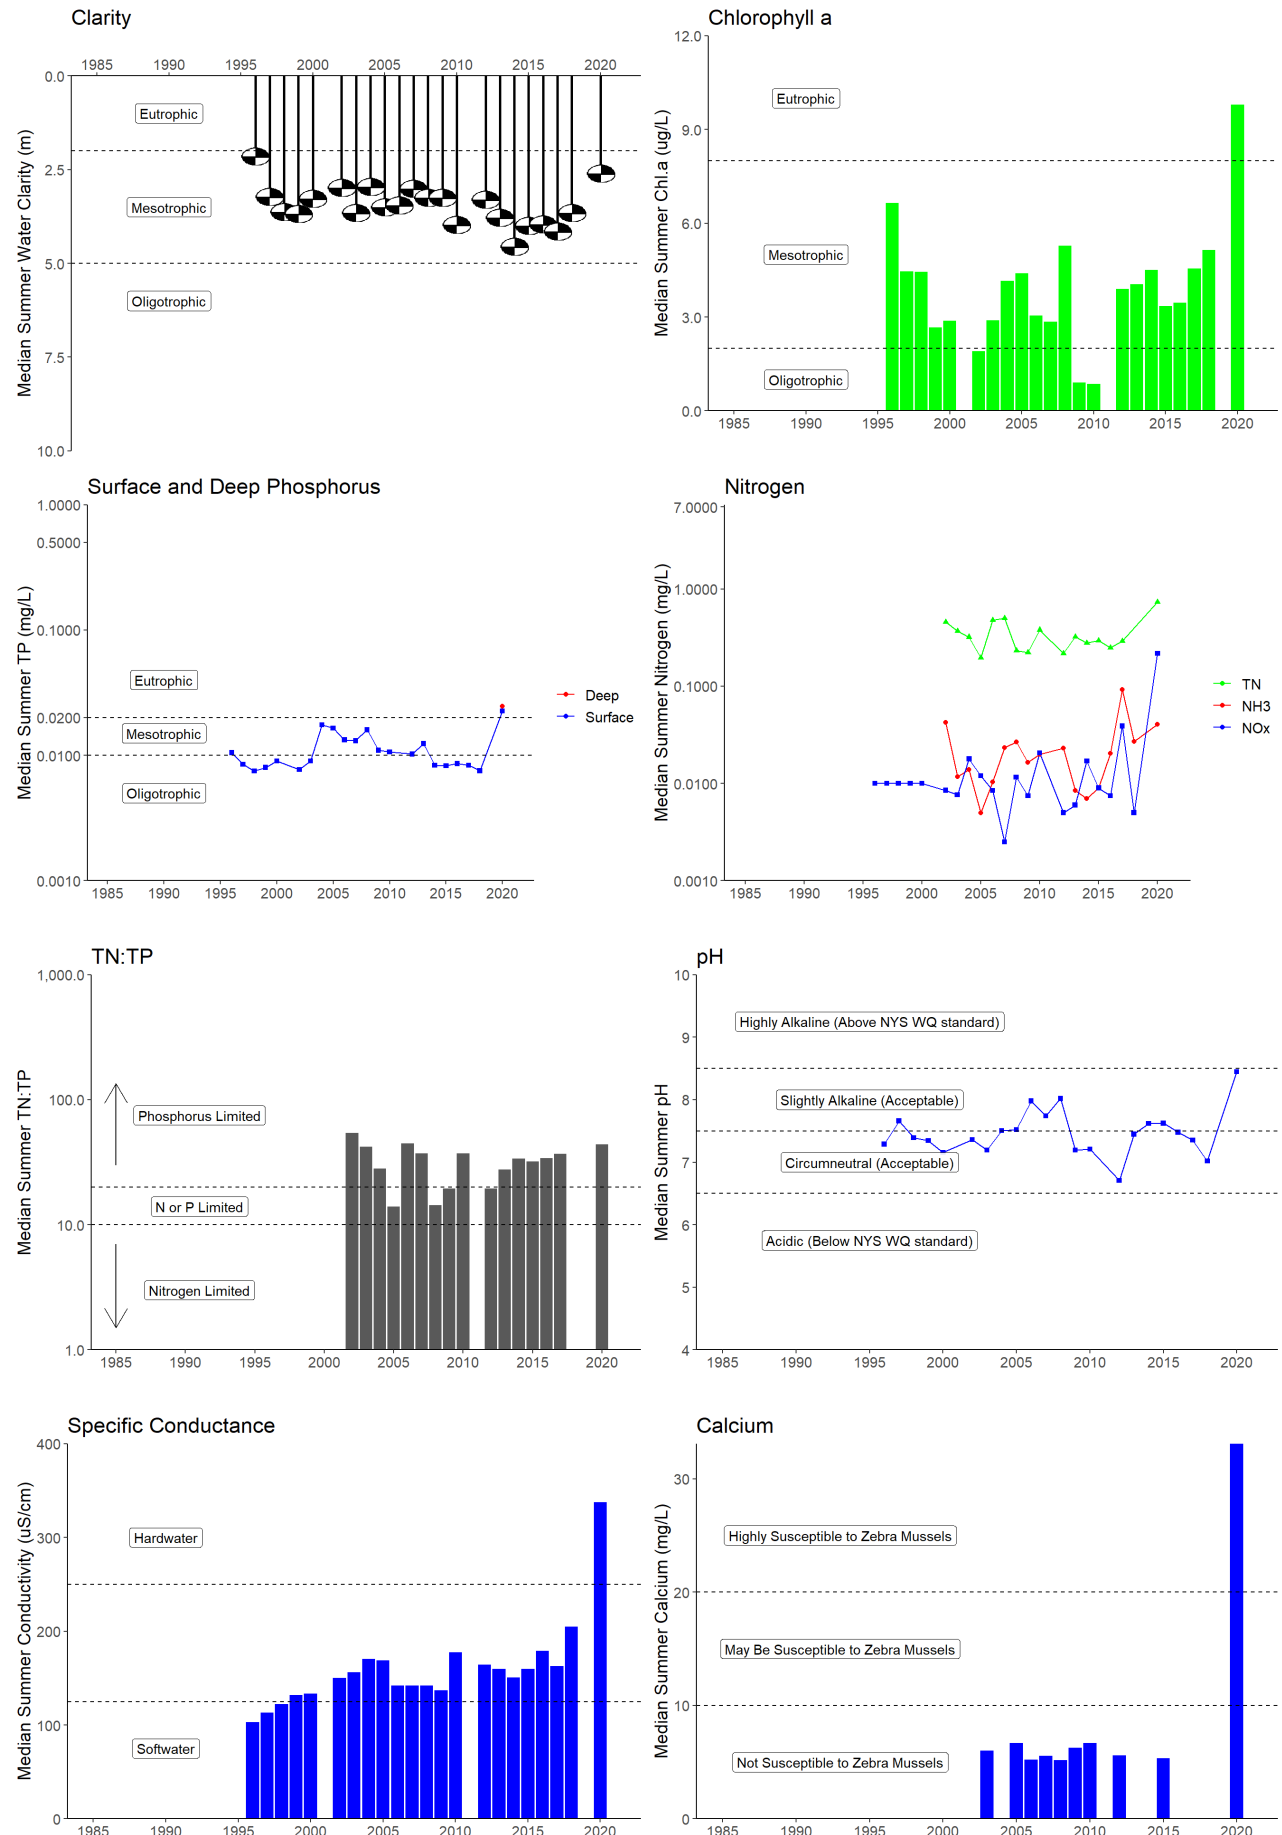 Clarity
1985 1990 1995 2000 2005 2010 2015 2020
0.0
2.5
5.0
7.5
10.0
Median Summer Water Clarity (m)
Eutrophic
Mesotrophic
Oligotrophic
Chlorophyll a
12.0
9.0
6.0
3.0
0.0
Median Summer Chl.a (ug/L)
Eutrophic
Mesotrophic
Oligotrophic
1985 1990 1995 2000 2005 2010 2015 2020
Surface and Deep Phosphorus
1.0000
0.5000
0.1000
0.0200
0.0100
0.0010
Median Summer TP (mg/L)
Eutrophic
Mesotrophic
Oligotrophic
Deep
Surface
1985 1990 1995 2000 2005 2010 2015 2020
Nitrogen
7.0000
1.0000
0.1000
0.0100
0.0010
Median Summer Nitrogen (mg/L)
TN
NH3
NOx
1985 1990 1995 2000 2005 2010 2015 2020
TN:TP
1,000.0
100.0
10.0
1.0
Median Summer TN:TP
Phosphorus Limited
N or P Limited
Nitrogen Limited
1985 1990 1995 2000 2005 2010 2015 2020
pH
10
9
8
7
6
5
4
Median Summer pH
Highly Alkaline (Above NYS WQ standard)
Slightly Alkaline (Acceptable)
Circumneutral (Acceptable)
Acidic (Below NYS WQ standard)
1985 1990 1995 2000 2005 2010 2015 2020
Specific Conductance
400
300
200
100
0
Median Summer Conductivity (uS/cm)
Hardwater
Softwater
1985 1990 1995 2000 2005 2010 2015 2020
Calcium
30
20
10
0
Median Summer Calcium (mg/L)
Highly Susceptible to Zebra Mussels
May Be Susceptible to Zebra Mussels
Not Susceptible to Zebra Mussels
1985 1990 1995 2000 2005 2010 2015 2020